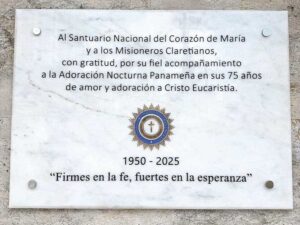 Al Santuario Nacional del Corazón de María
y a los Misioneros Claretianos,
con gratitud, por su fiel acompañamiento
a la Adoración Nocturna Panameña en sus 75 años
de amor y adoración a Cristo Eucaristía.
1950 - 2025
“Firmes en la fe, fuertes en la esperanza”